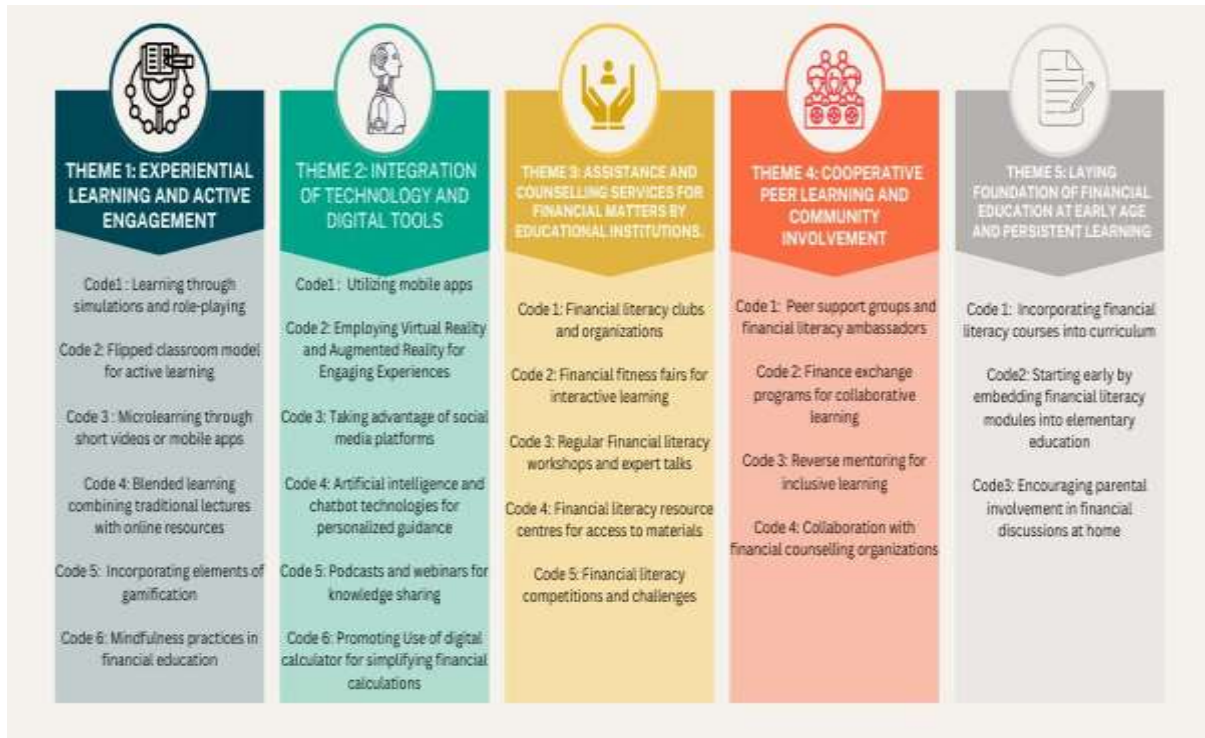 THEME 1: EXPERIENTIAL
LEARNING AND ACTIVE
ENGAGEMENT
Code1 : Learning through
simulations and role-playing
Code 2: Flipped classroom model
for active learning
Code 3 : Microlearning through
short videos or mobile apps
Code 4: Blended learning
combining traditional lectures
with online resources
Code 5: Incorporating elements of
gamification
Code 6: Mindfulness practices in
financial education
THEME 2: INTEGRATION
OF TECHNOLOGY AND
DIGITAL TOOLS
Code1 : Utilizing mobile apps
Code 2: Employing Virtual Reality
and Augmented Reality for
Engaging Experiences
Code 3: Taking advantage of social
media platforms
Code 4: Artificial intelligence and
chatbot technologies for
personalized guidance
Code 5: Podcasts and webinars for
knowledge sharing
Code 6: Promoting Use of digital
calculator for simplifying financial
calculations
THEME 3: ASSISTANCE AND
COUNSELLING SERVICES FOR
FINANCIAL MATTERS BY
EDUCATIONAL INSTITUTIONS.
Code 1: Financial literacy clubs
and organizations
Code 2: Financial fitness fairs for
interactive learning
Code 3: Regular Financial literacy
workshops and expert talks
Code 4: Financial literacy resource
centres for access to materials
Code 5: Financial literacy
competitions and challenges
THEME 4: COOPERATIVE
PEER LEARNING AND
COMMUNITY
INVOLVEMENT
Code 1: Peer support groups and
financial literacy ambassadors
Code 2: Finance exchange
programs for collaborative
learning
Code 3: Reverse mentoring for
inclusive learning
Code 4: Collaboration with
financial counselling organizations
THEME 5: LAYING
FOUNDATION OF FINANCIAL
EDUCATION AT EARLY AGE
AND PERSISTENT LEARNING
Code 1: Incorporating financial
literacy courses into curriculum
Code2: Starting early by
embedding financial literacy
modules into elementary
education
Code3: Encouraging parental
involvement in financial
discussions at home